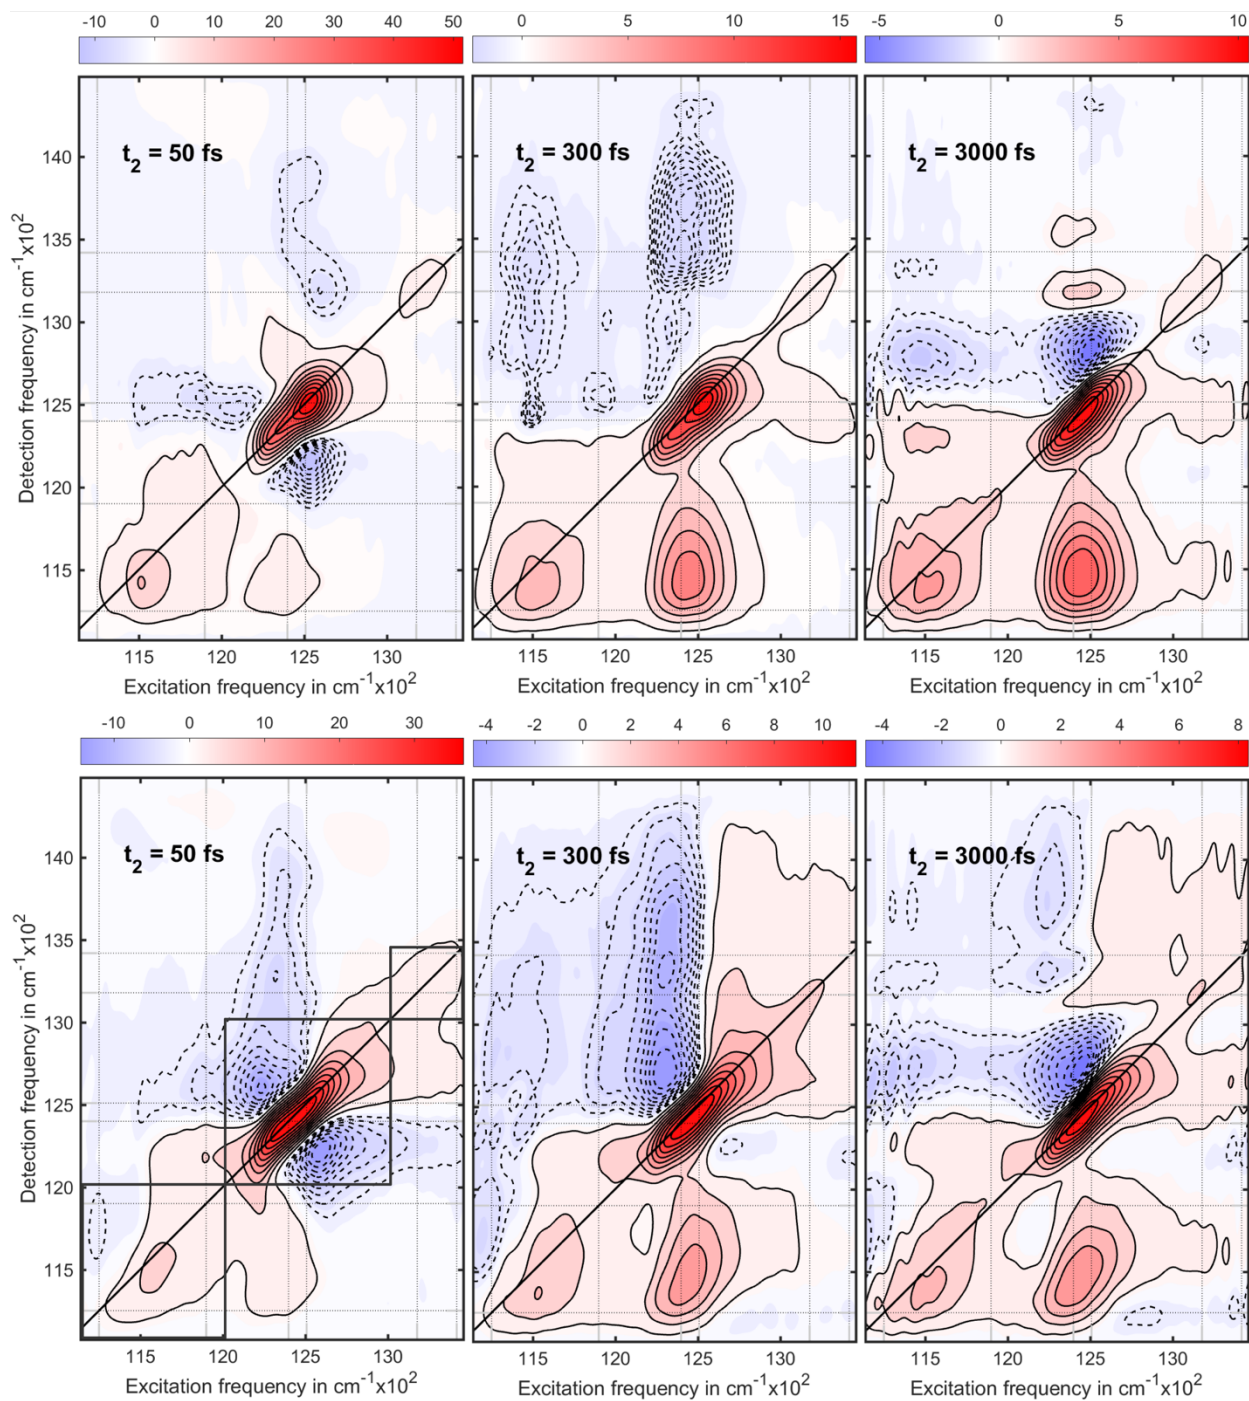 -10 0 10 20 30 40 50
0 5 10 15
-5 0 5 10
t2 = 50 fs
t2 = 300 fs
t2 = 3000 fs
140
135
130
125
120
115
Detection frequency in cm-1x102
115 120 125 130
115 120 125 130
115 120 125 130
Excitation frequency in cm-1x102
Excitation frequency in cm-1x102
Excitation frequency in cm-1x102
-10 0 10 20 30
-4 -2 0 2 4 6 8 10
-4 -2 0 2 4 6 8
t2 = 50 fs
t2 = 300 fs
t2 = 3000 fs
140
135
130
125
120
115
Detection frequency in cm-1x102
115 120 125 130
115 120 125 130
115 120 125 130
Excitation frequency in cm-1x102
Excitation frequency in cm-1x102
Excitation frequency in cm-1x102